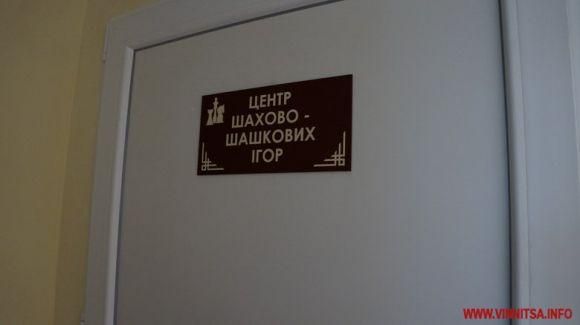 ЦЕНТР
ШАХОВО -
ШАШКОВИХ
ІГОР
WWW.VINNITSA.INFO